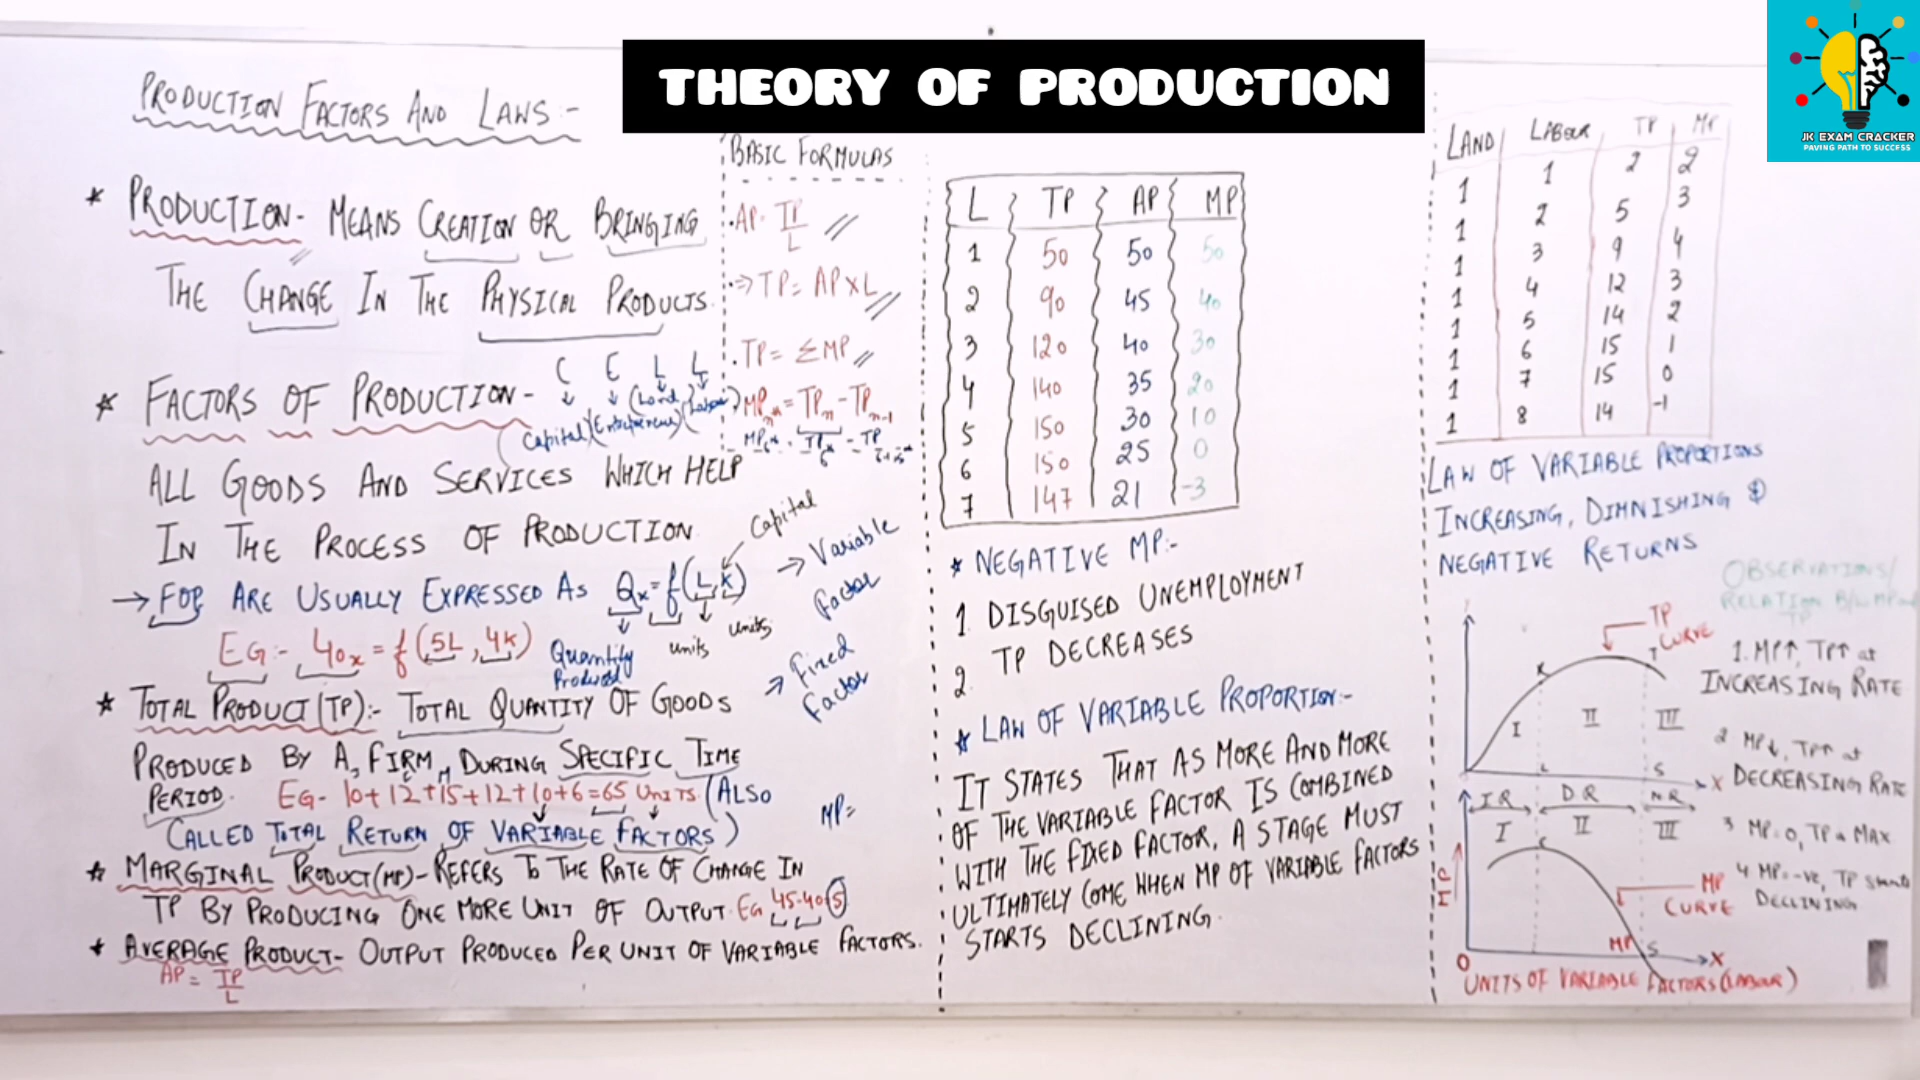 THEORY OF PRODUCTION
JK EXAM CRACKER
PAVING PATH TO SUCCESS
PRODUCTION FACTORS AND LAWS:-
* PRODUCTION- MEANS CREATION OR BRINGING
THE CHANGE IN THE PHYSICAL PRODUCTS
* FACTORS OF PRODUCTION-
C E L L
(Capital) (Land) (Labour)
ALL GOODS AND SERVICES WHICH HELP
IN THE PROCESS OF PRODUCTION
→ FOP ARE USUALLY EXPRESSED AS Qx = f(L,K)
Capital
→ Variable Factor
→ Fixed Factor
units units
Quantity Produced
EG:- 40x = f(5L, 4K)
* TOTAL PRODUCT(TP):- TOTAL QUANTITY OF GOODS
PRODUCED BY A FIRM DURING SPECIFIC TIME
PERIOD. EG- 10+12+15+12+10+6=65 UNITS (ALSO
CALLED TOTAL RETURN OF VARIABLE FACTORS)
MP=
* MARGINAL PRODUCT(MP)- REFERS TO THE RATE OF CHANGE IN
TP BY PRODUCING ONE MORE UNIT OF OUTPUT. EG 45-40=5
* AVERAGE PRODUCT- OUTPUT PRODUCED PER UNIT OF VARIABLE FACTORS.
AP = TP/L
BASIC FORMULAS
AP = TP/L
⇒ TP = AP×L
TP = ΣMP
MPn = TPn - TPn-1
L TP AP MP
1 50 50 50
2 90 45 40
3 120 40 30
4 140 35 20
5 150 30 10
6 150 25 0
7 147 21 -3
* NEGATIVE MP:-
1. DISGUISED UNEMPLOYMENT
2. TP DECREASES
* LAW OF VARIABLE PROPORTION:-
IT STATES THAT AS MORE AND MORE
OF THE VARIABLE FACTOR IS COMBINED
WITH THE FIXED FACTOR, A STAGE MUST
ULTIMATELY COME WHEN MP OF VARIABLE FACTORS
STARTS DECLINING.
LAND LABOUR TP MP
1 1 2 2
1 2 5 3
1 3 9 4
1 4 12 3
1 5 14 2
1 6 15 1
1 7 15 0
1 8 14 -1
LAW OF VARIABLE PROPORTIONS
INCREASING, DIMNISHING &
NEGATIVE RETURNS
OBSERVATIONS/
RELATION B/W MP
TP
TP CURVE
K T
I II III
L S X
I.R D.R N.R
I II III
MP CURVE
MP S
O X
UNITS OF VARIABLE FACTORS(LABOUR)
1. MP↑, TP↑ at
INCREASING RATE
2 MP↓, TP↑ at
DECREASING RATE
3 MP=0, TP = MAX
4 MP=-ve, TP starts
DECLINING